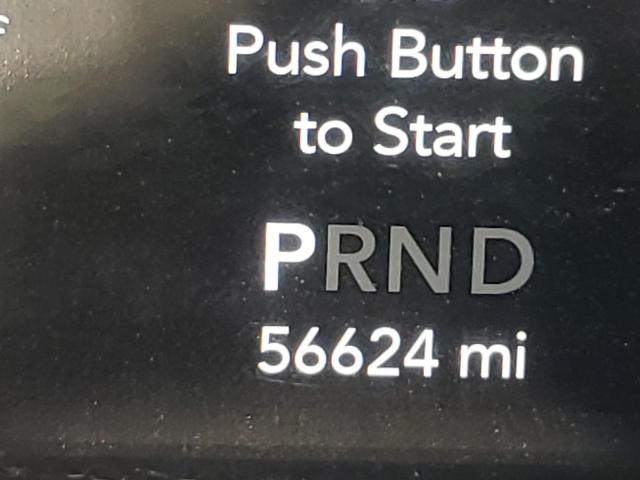 Push Button
to Start
PRND
56624 mi